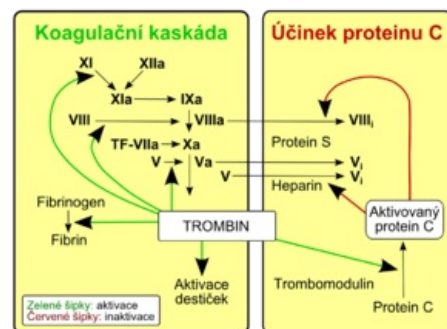 Koagulační kaskáda
XI XIIa
XIa IXa
VIII VIIIa
TF-VIIa Xa
V Va
Fibrinogen
Fibrin
TROMBIN
Aktivace
destiček
Zelené šipky: aktivace
Červené šipky: inaktivace
Účinek proteinu C
VIIIi
Protein S
Vi
V Vi
Heparin
Aktivovaný
protein C
Trombomodulin
Protein C